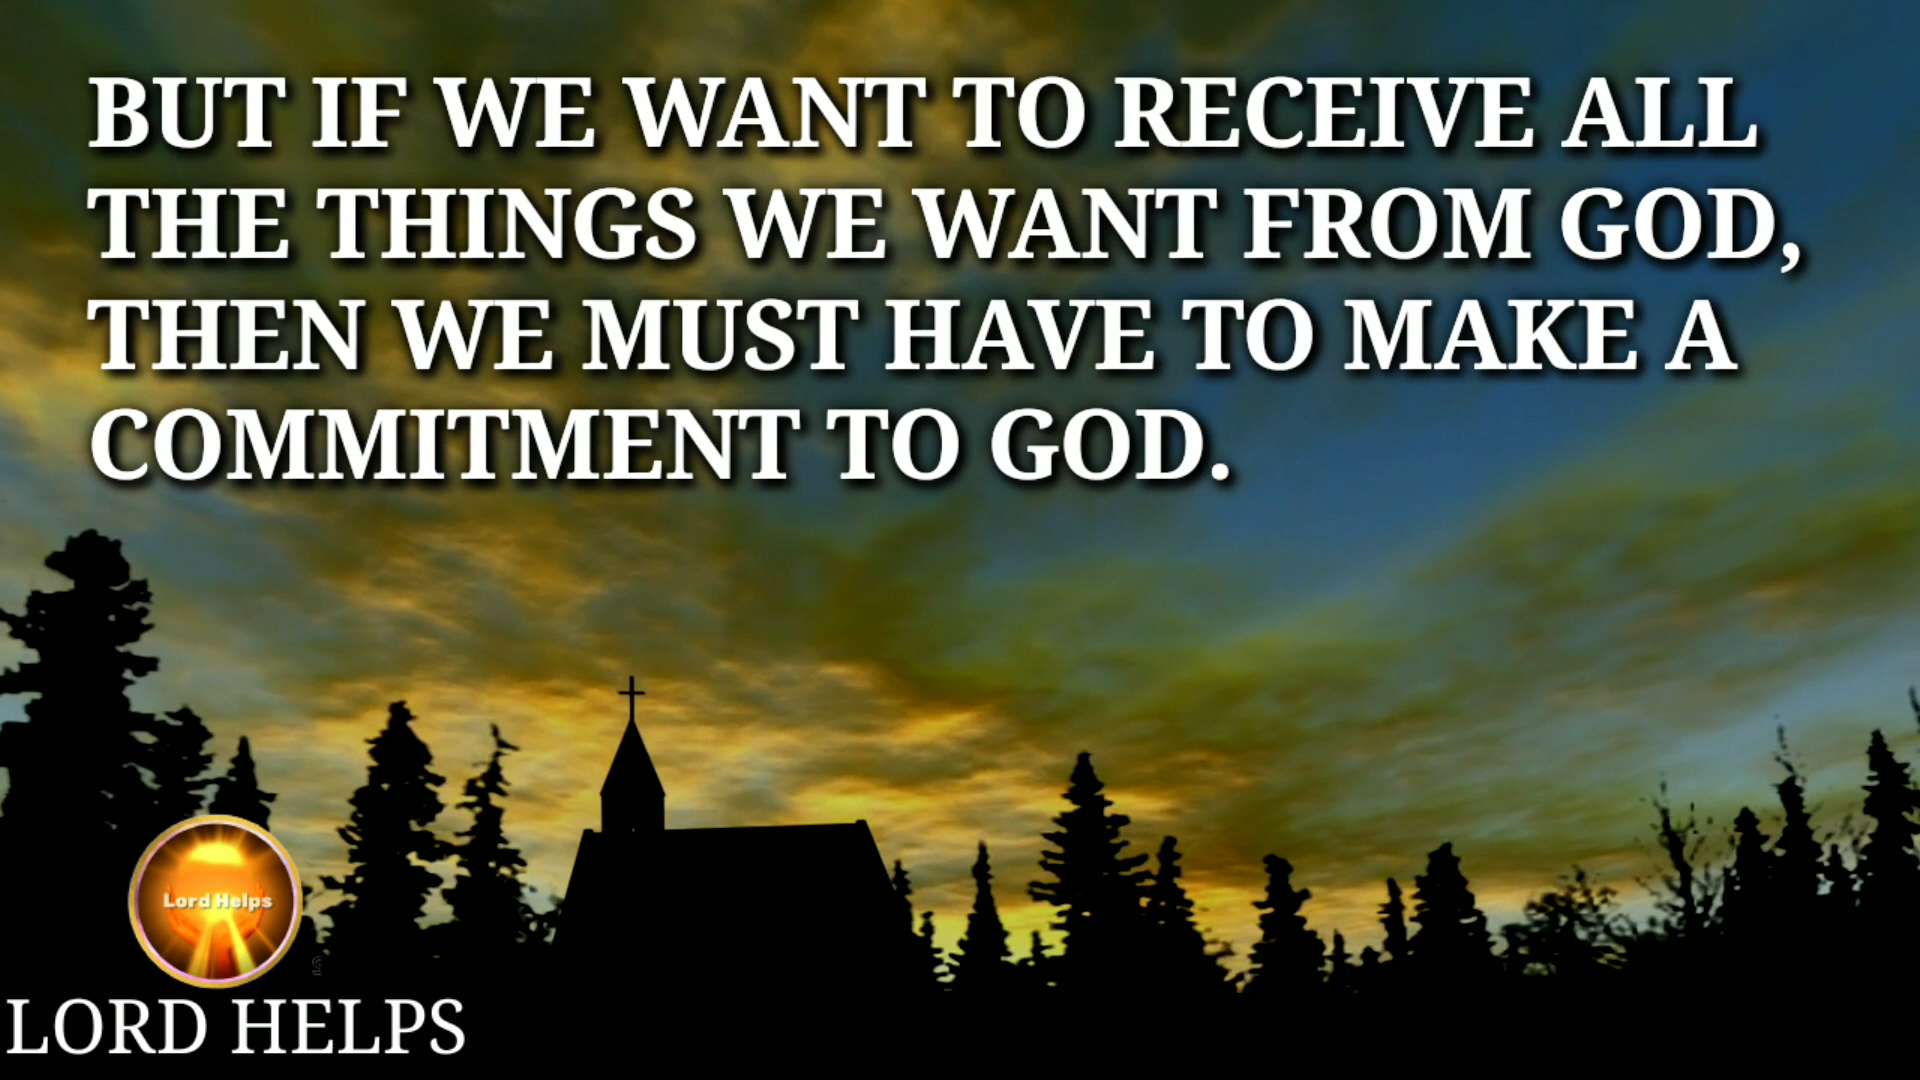 BUT IF WE WANT TO RECEIVE ALL
THE THINGS WE WANT FROM GOD,
THEN WE MUST HAVE TO MAKE A
COMMITMENT TO GOD.
Lord Helps
LORD HELPS